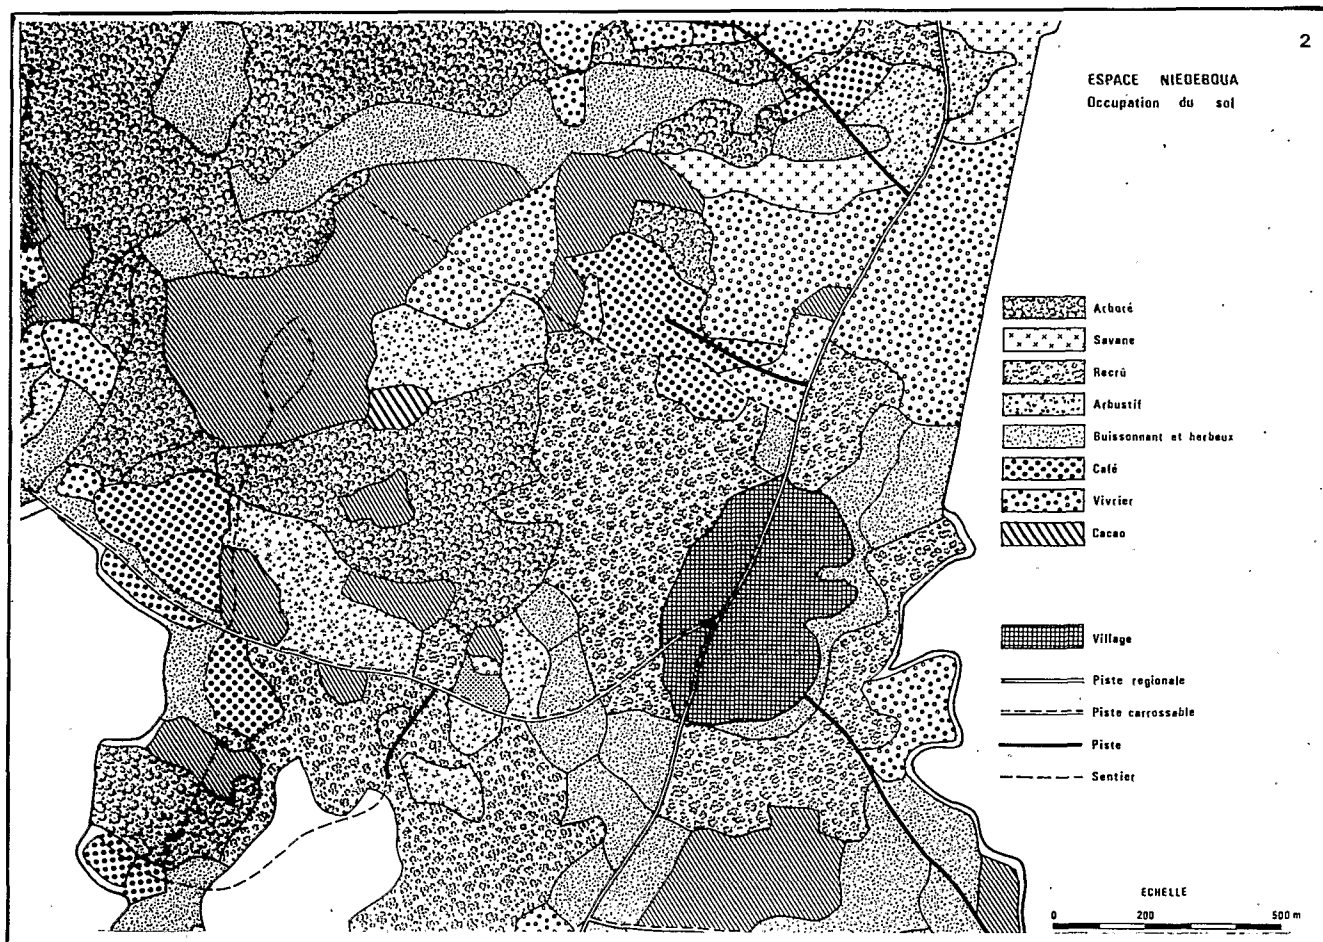 2
ESPACE NIEDEBOUA
Occupation du sol
Arboré
Savane
Recrû
Arbustif
Buissonnant et herbeux
Café
Vivrier
Cacao
Village
Piste regionale
Piste carrossable
Piste
Sentier
ECHELLE
0 200 500 m